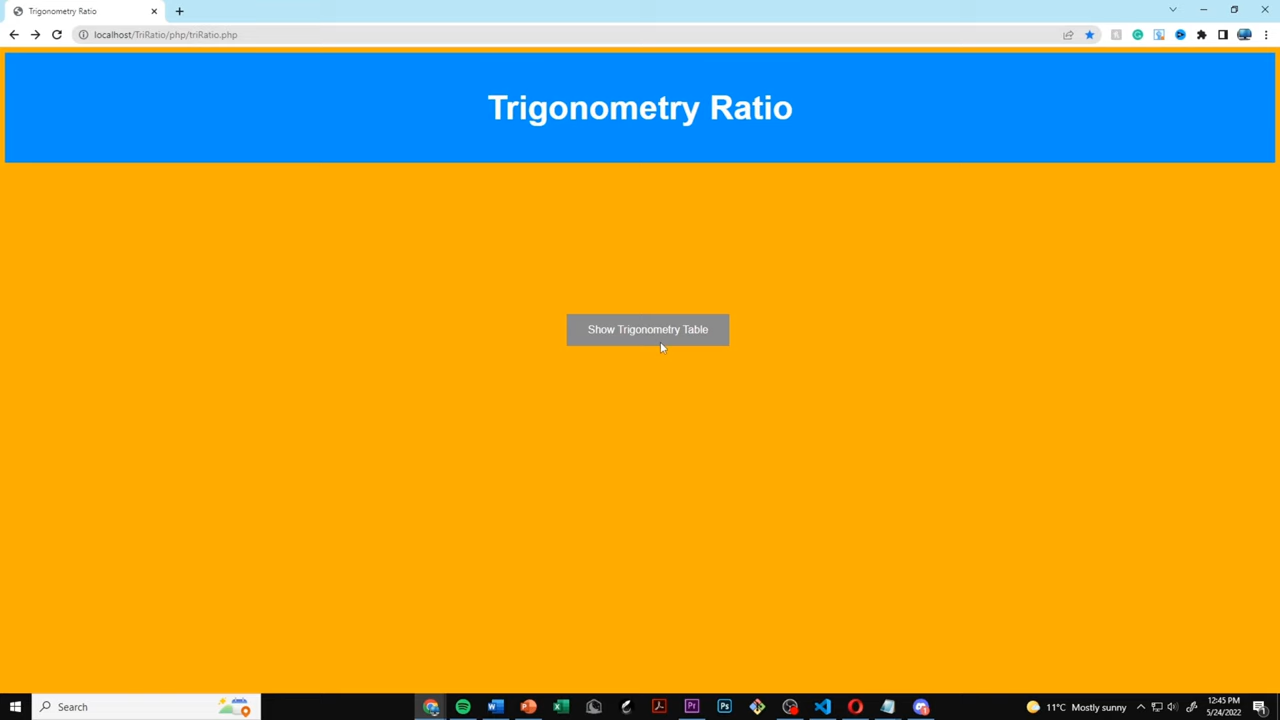 Trigonometry Ratio
localhost/TriRatio/php/triRatio.php
Trigonometry Ratio
Show Trigonometry Table
Search
11°C Mostly sunny
12:45 PM
5/24/2022